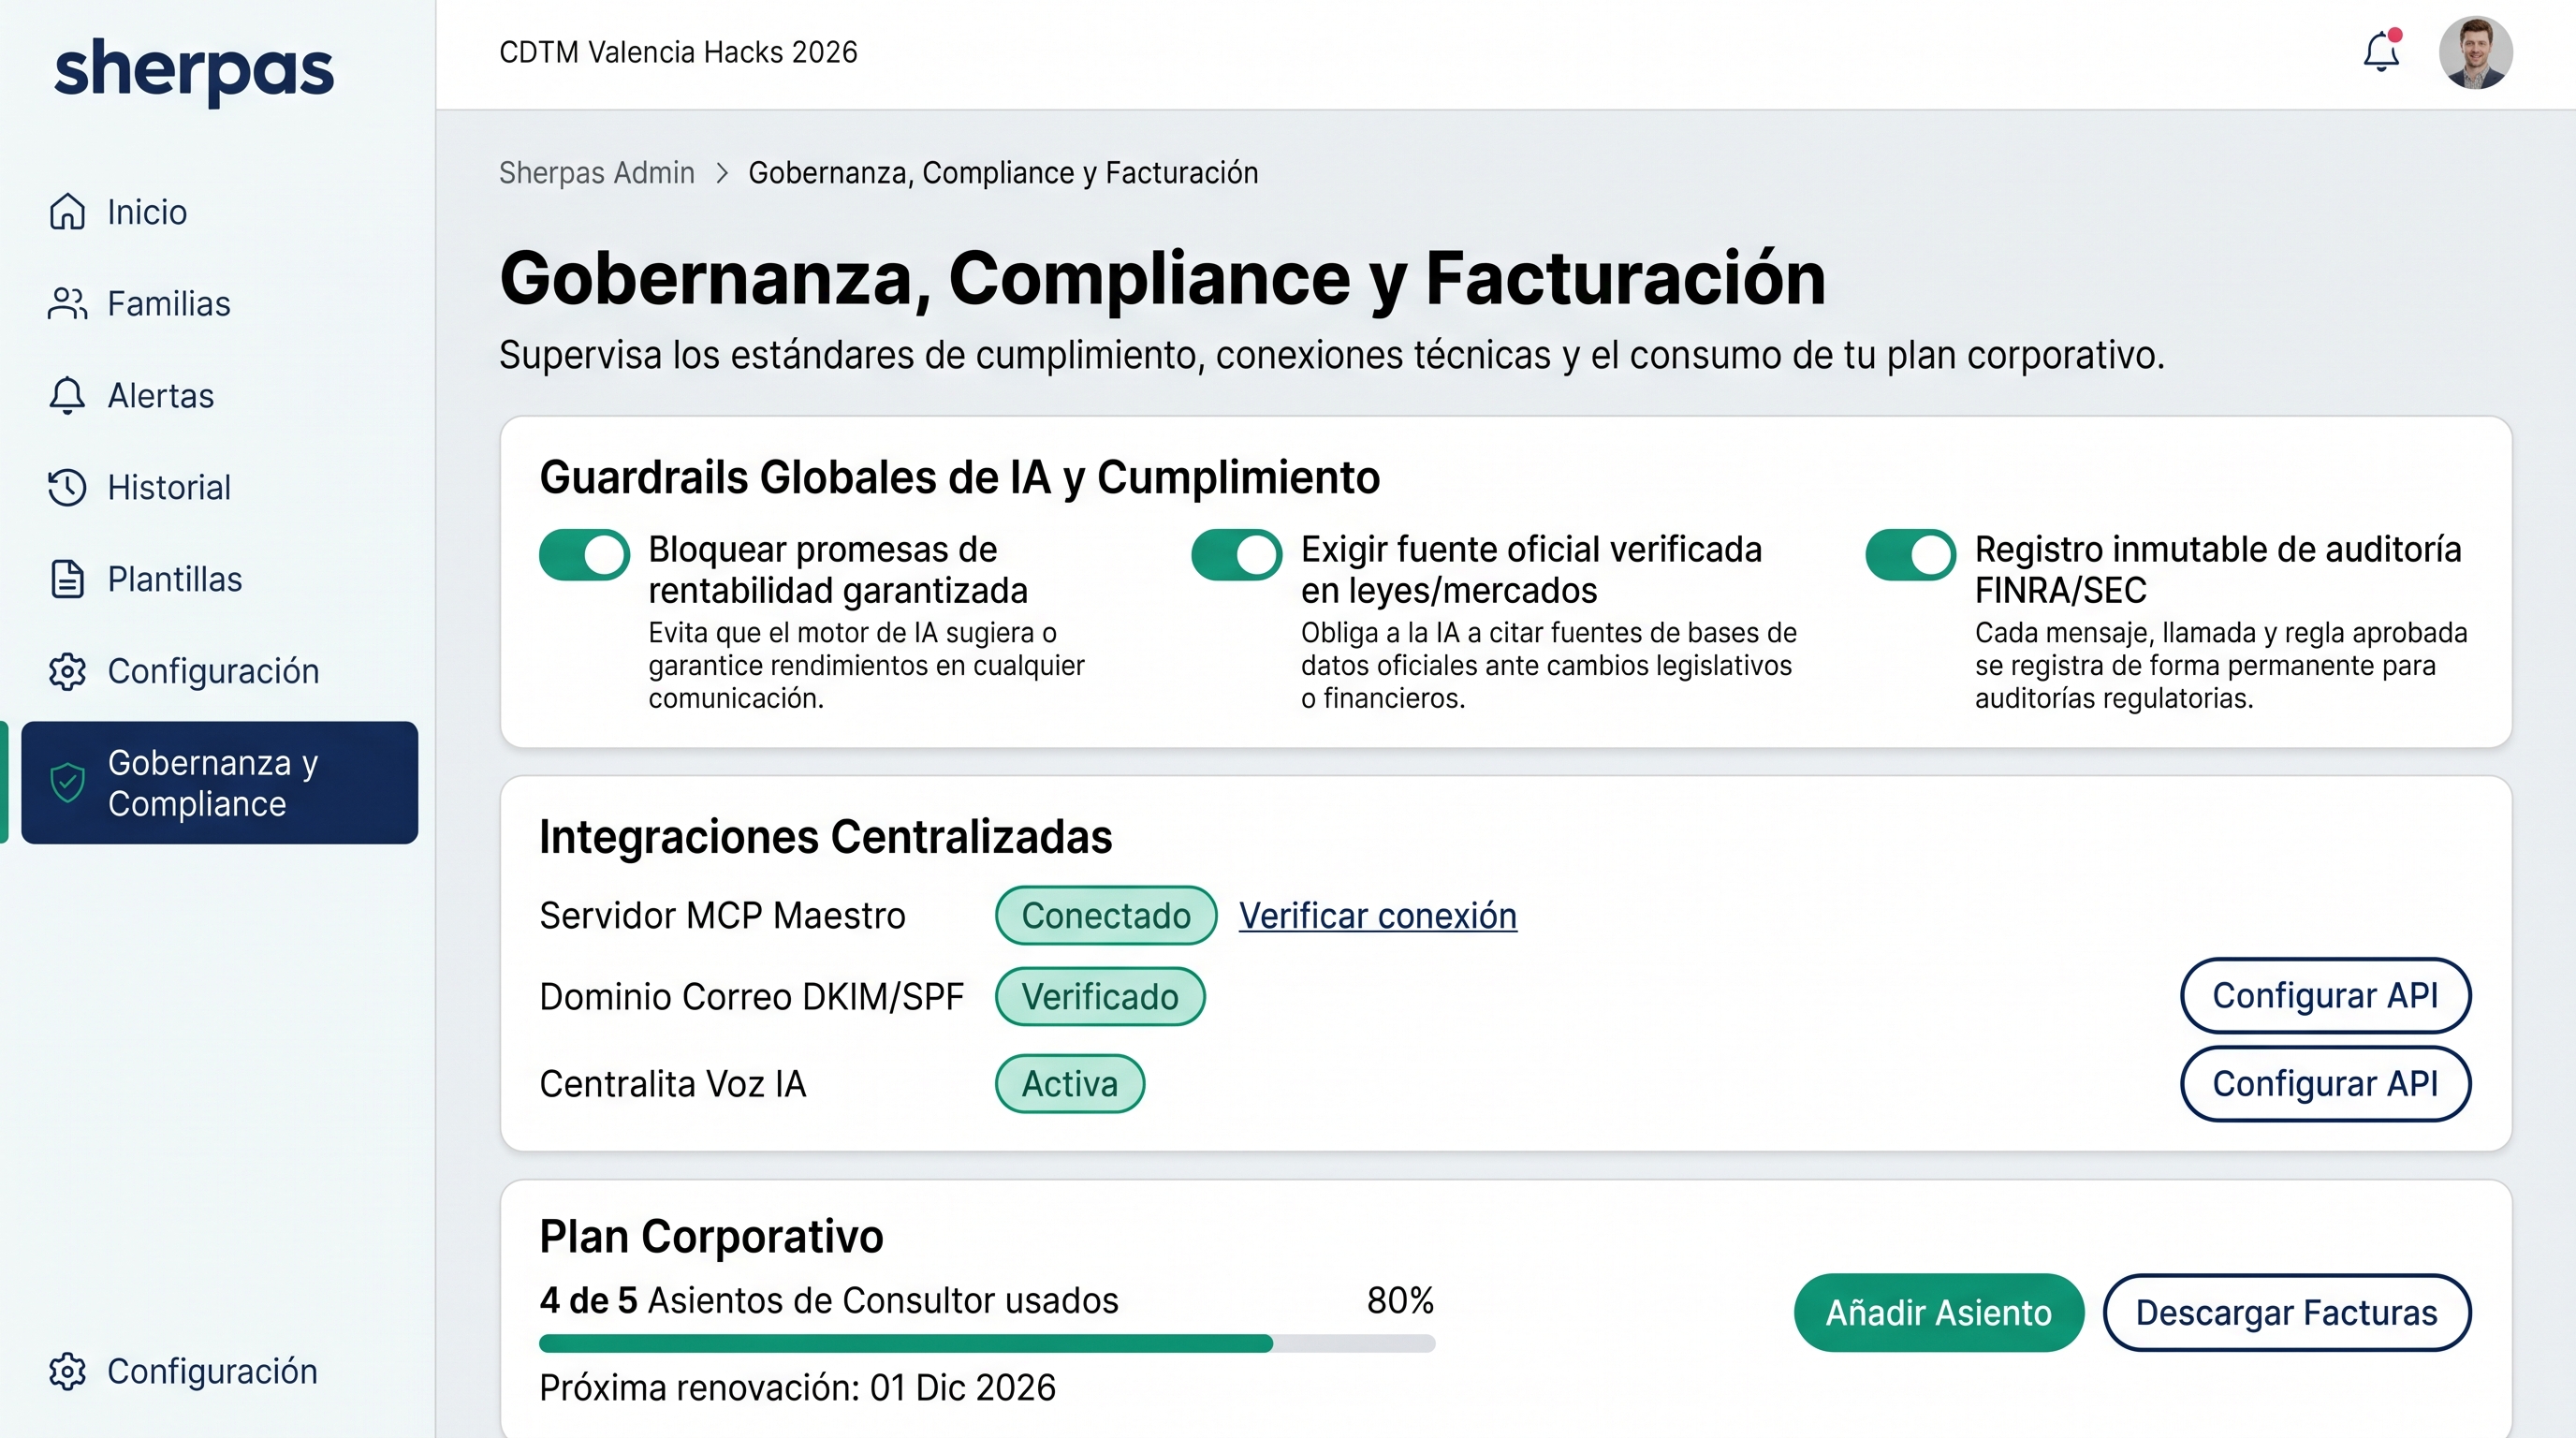 sherpas
CDTM Valencia Hacks 2026
Inicio
Familias
Alertas
Historial
Plantillas
Configuración
Gobernanza y
Compliance
Configuración
Sherpas Admin > Gobernanza, Compliance y Facturación
Gobernanza, Compliance y Facturación
Supervisa los estándares de cumplimiento, conexiones técnicas y el consumo de tu plan corporativo.
Guardrails Globales de IA y Cumplimiento
Bloquear promesas de
rentabilidad garantizada
Evita que el motor de IA sugiera o
garantice rendimientos en cualquier
comunicación.
Exigir fuente oficial verificada
en leyes/mercados
Obliga a la IA a citar fuentes de bases de
datos oficiales ante cambios legislativos
o financieros.
Registro inmutable de auditoría
FINRA/SEC
Cada mensaje, llamada y regla aprobada
se registra de forma permanente para
auditorías regulatorias.
Integraciones Centralizadas
Servidor MCP Maestro Conectado Verificar conexión
Dominio Correo DKIM/SPF Verificado Configurar API
Centralita Voz IA Activa Configurar API
Plan Corporativo
4 de 5 Asientos de Consultor usados 80%
Próxima renovación: 01 Dic 2026
Añadir Asiento Descargar Facturas